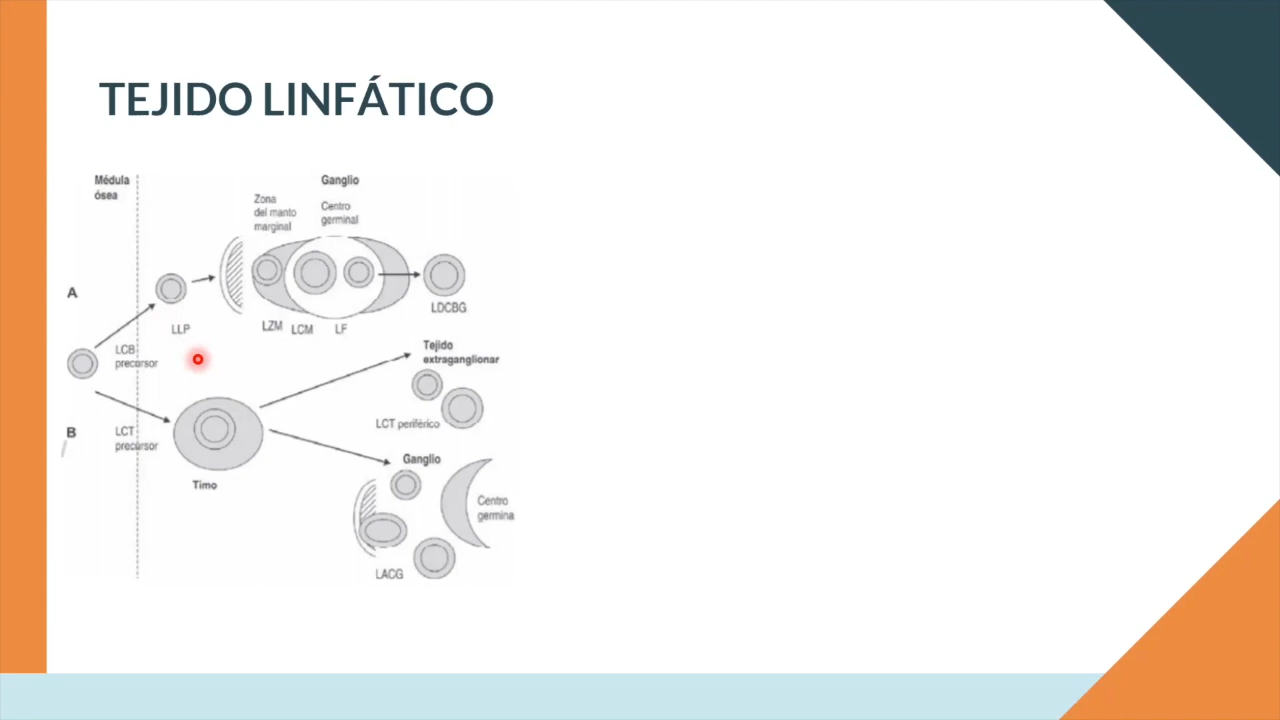 TEJIDO LINFÁTICO
Médula
ósea
Ganglio
Zona
del manto
marginal
Centro
germinal
A
LLP
LZM
LCM
LF
LDCBG
LCB
precursor
Tejido
extraganglionar
LCT periférico
B
LCT
precursor
Timo
Ganglio
Centro
germina
LACG